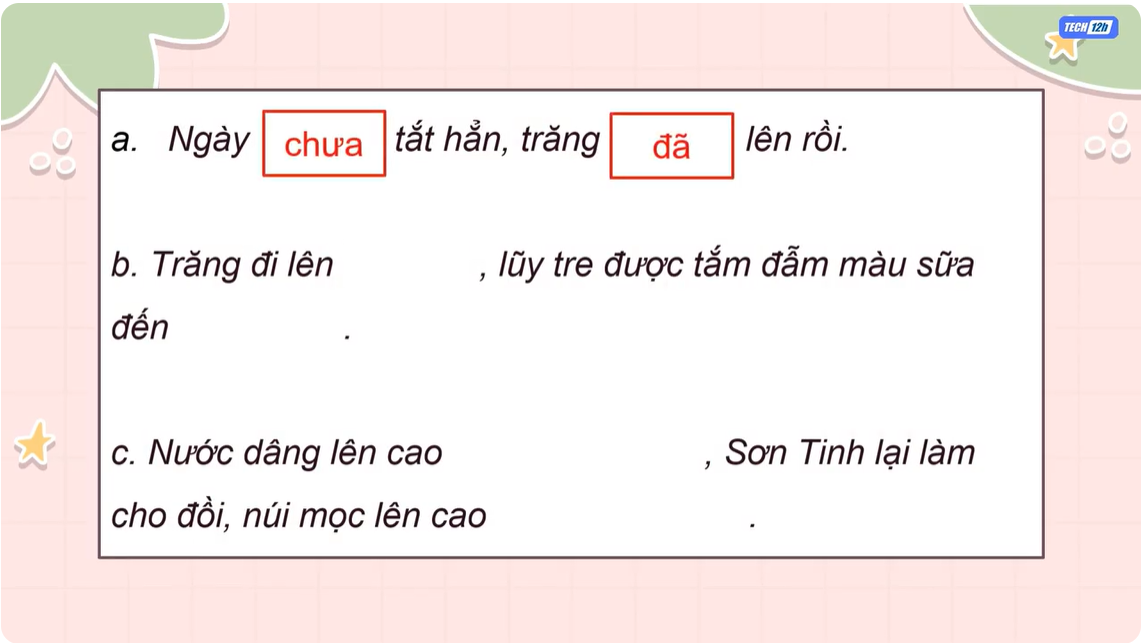 TECH 12h
a. Ngày chưa tắt hẳn, trăng đã lên rồi.
b. Trăng đi lên , lũy tre được tắm đẫm màu sữa
đến .
c. Nước dâng lên cao , Sơn Tinh lại làm
cho đồi, núi mọc lên cao .